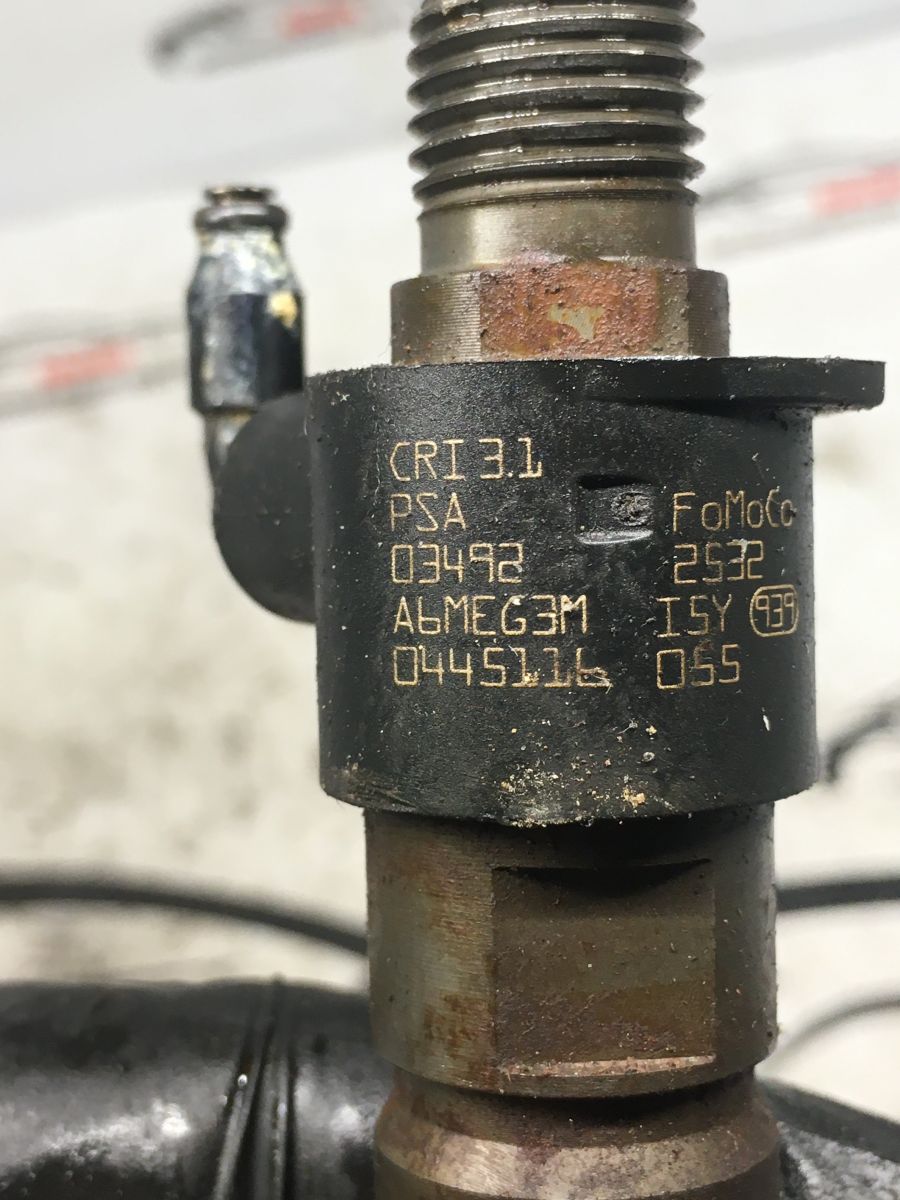 CRI 3.1
PSA FoMoCo
03492 2532
A6MEG3M ISY 939
0445116 055